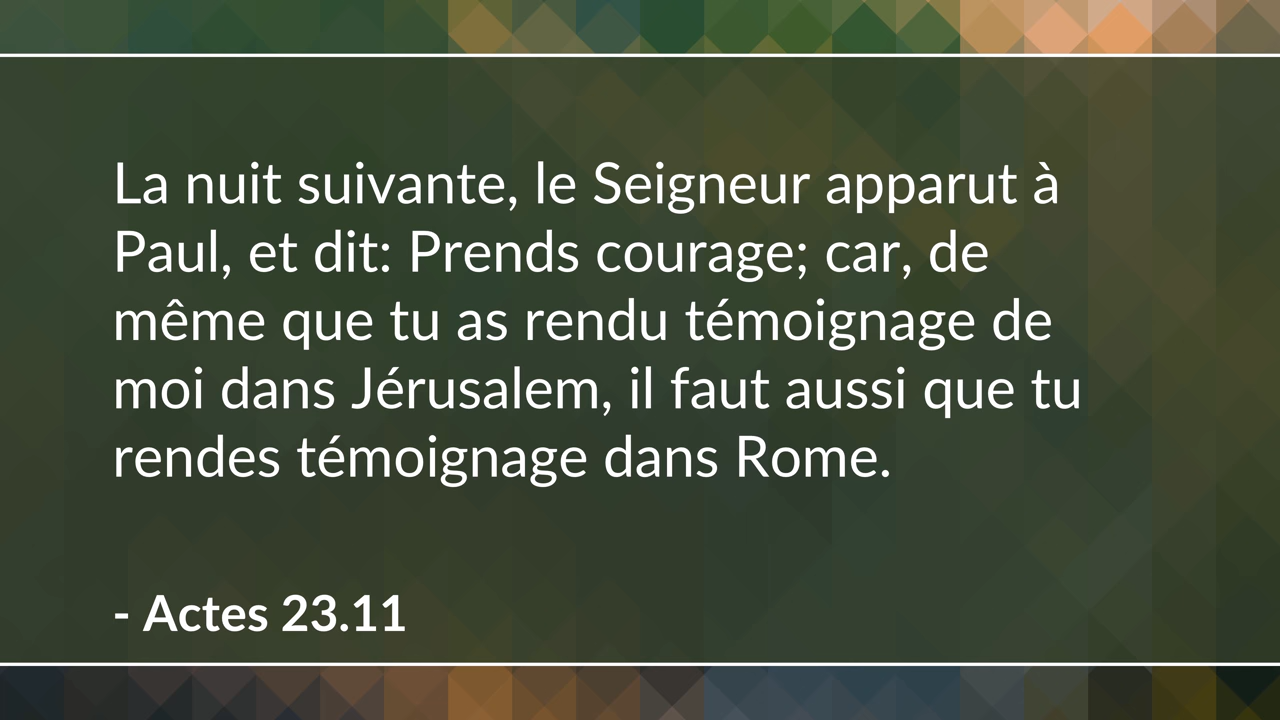 La nuit suivante, le Seigneur apparut à
Paul, et dit: Prends courage; car, de
même que tu as rendu témoignage de
moi dans Jérusalem, il faut aussi que tu
rendes témoignage dans Rome.
- Actes 23.11